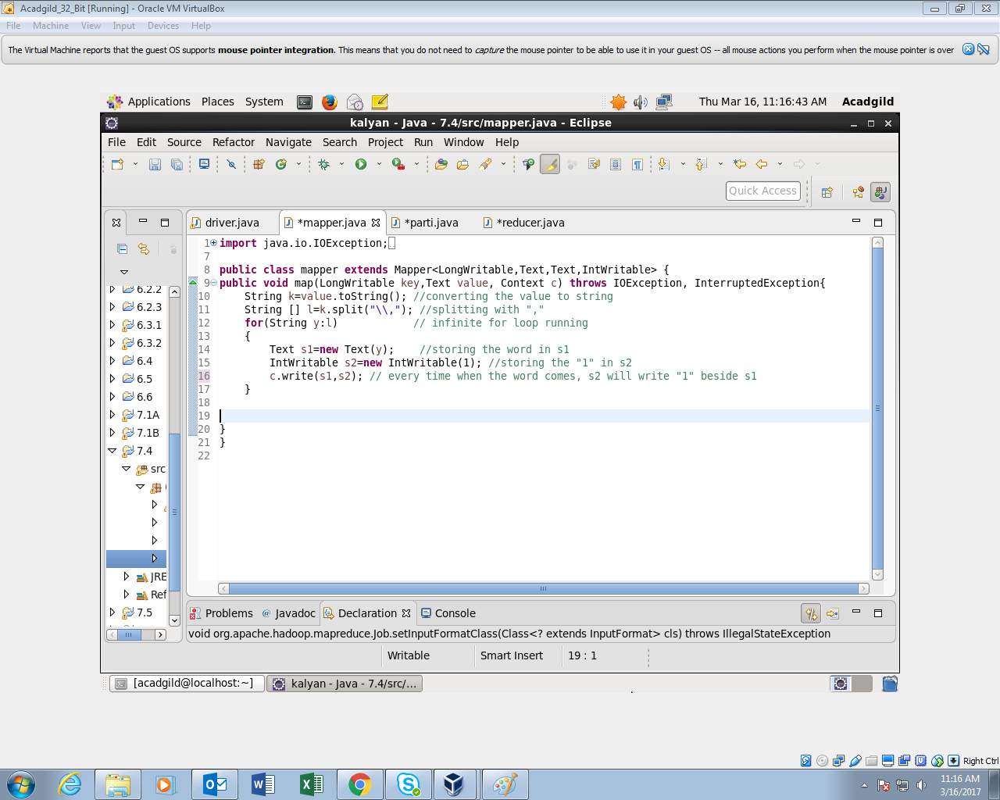 Acadgild_32_Bit [Running] - Oracle VM VirtualBox
File Machine View Input Devices Help
The Virtual Machine reports that the guest OS supports mouse pointer integration. This means that you do not need to capture the mouse pointer to be able to use it in your guest OS -- all mouse actions you perform when the mouse pointer is over
Applications Places System Thu Mar 16, 11:16:43 AM Acadgild
kalyan - Java - 7.4/src/mapper.java - Eclipse
File Edit Source Refactor Navigate Search Project Run Window Help
Quick Access
driver.java *mapper.java *parti.java *reducer.java
6.2.2
6.2.3
6.3.1
6.3.2
6.4
6.5
6.6
7.1A
7.1B
7.4
src
JRE
Ref
7.5
1 import java.io.IOException;
7
8 public class mapper extends Mapper<LongWritable,Text,Text,IntWritable> {
9 public void map(LongWritable key,Text value, Context c) throws IOException, InterruptedException{
10 String k=value.toString(); //converting the value to string
11 String [] l=k.split("\\,"); //splitting with ","
12 for(String y:l) // infinite for loop running
13 {
14 Text s1=new Text(y); //storing the word in s1
15 IntWritable s2=new IntWritable(1); //storing the "1" in s2
16 c.write(s1,s2); // every time when the word comes, s2 will write "1" beside s1
17 }
18
19
20 }
21 }
22
Problems Javadoc Declaration Console
void org.apache.hadoop.mapreduce.Job.setInputFormatClass(Class<? extends InputFormat> cls) throws IllegalStateException
Writable Smart Insert 19 : 1
[acadgild@localhost:~] kalyan - Java - 7.4/src/...
Right Ctrl
11:16 AM
3/16/2017